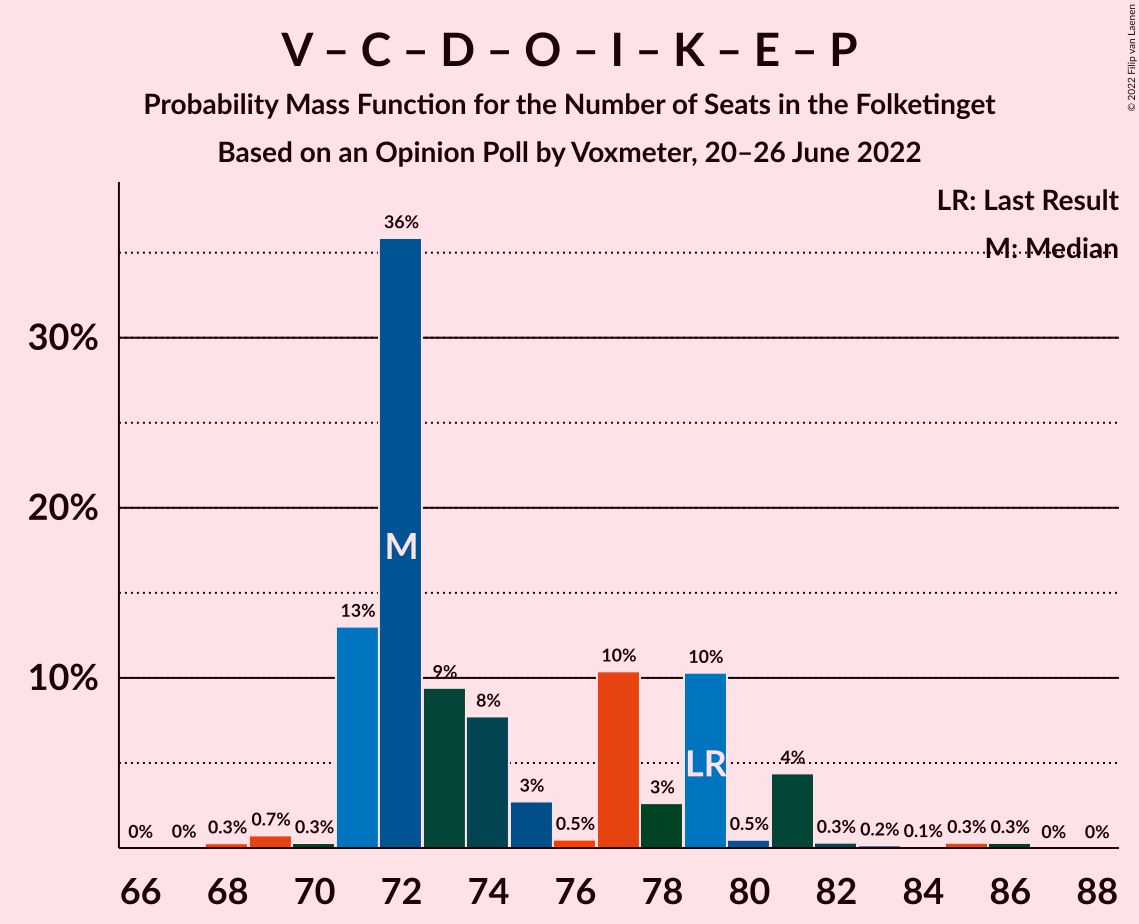 V – C – D – O – I – K – E – P
Probability Mass Function for the Number of Seats in the Folketinget
Based on an Opinion Poll by Voxmeter, 20–26 June 2022
© 2022 Filip van Laenen
LR: Last Result
M: Median
30%
20%
10%
0% 0% 0.3% 0.7% 0.3% 13% 36% 9% 8% 3% 0.5% 10% 3% 10% 0.5% 4% 0.3% 0.2% 0.1% 0.3% 0.3% 0% 0%
M
LR
66 68 70 72 74 76 78 80 82 84 86 88